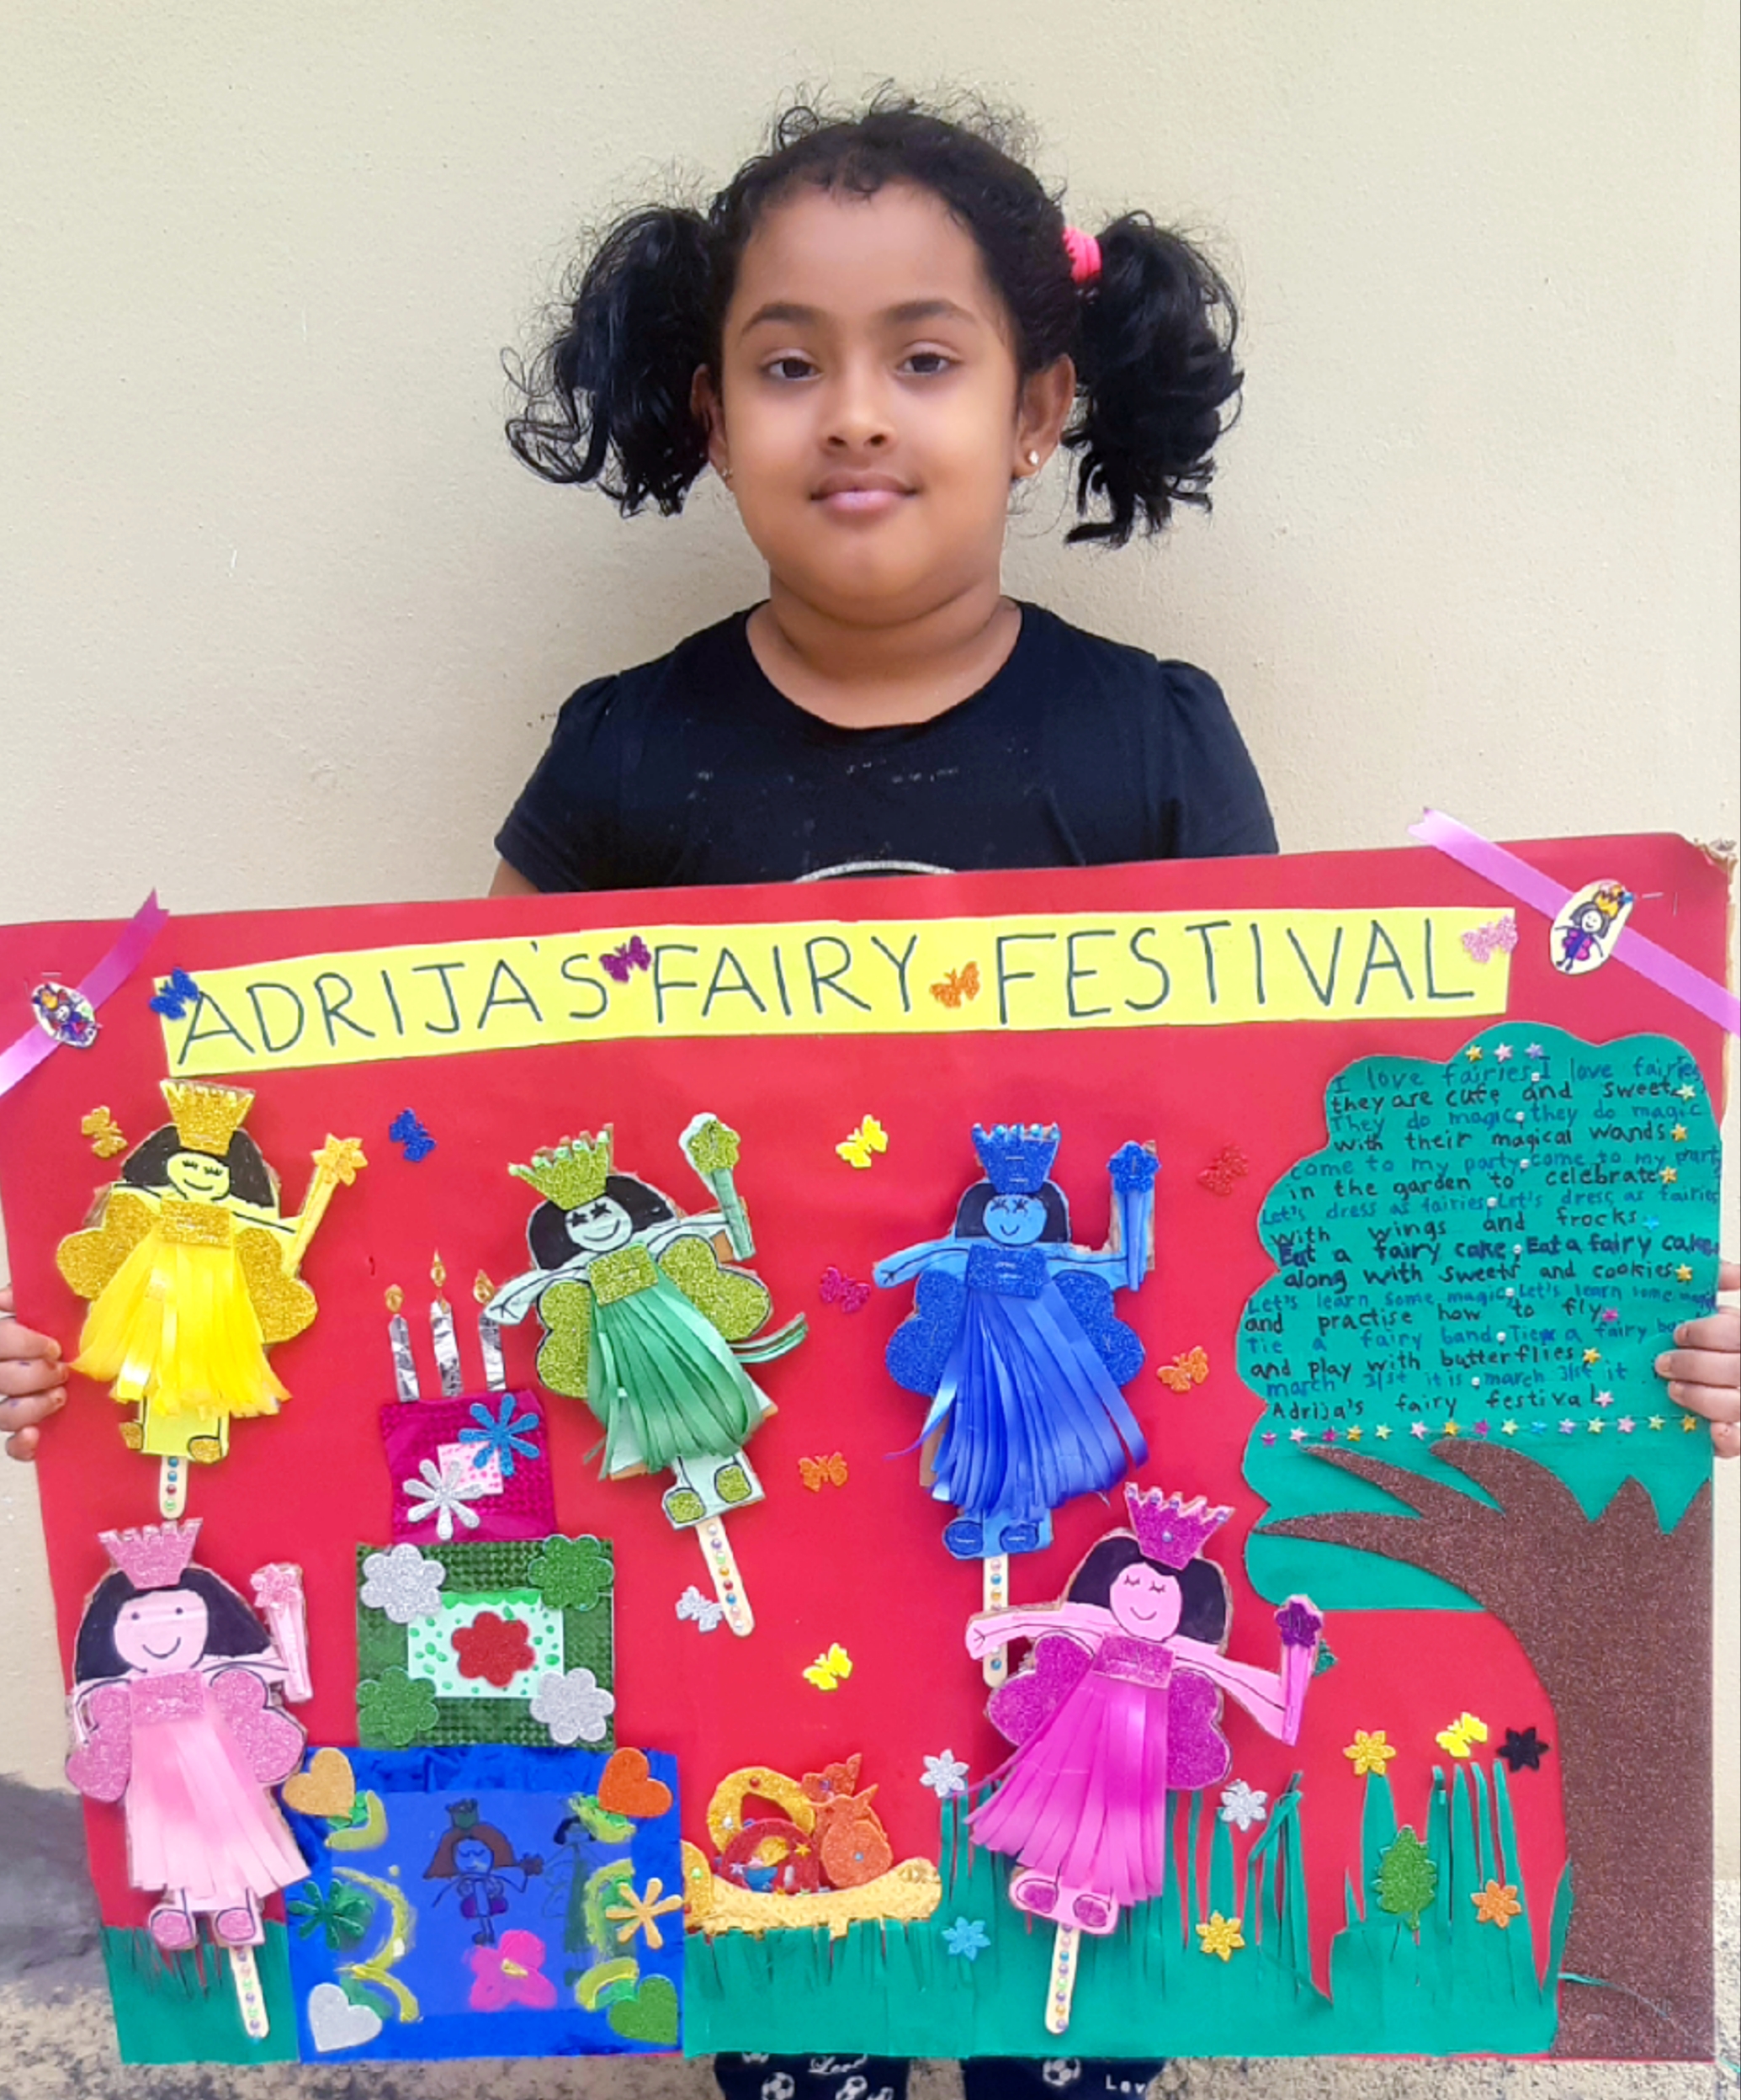 ADRIJA'S FAIRY FESTIVAL
I love fairies. I love fairies
they are cute and sweet
They do magic, they do magic
with their magical wands
come to my party. come to my party
in the garden to celebrate
Let's dress as fairies. Let's dress as fairies
with wings and frocks
Eat a fairy cake, Eat a fairy cake
along with sweets and cookies
Let's learn some magic. Let's learn some magic
and practise how to fly
Tie a fairy band. Tie a fairy
and play with butterflies
march 31st it is march 31st it
Adrija's fairy festival
Love
Lov